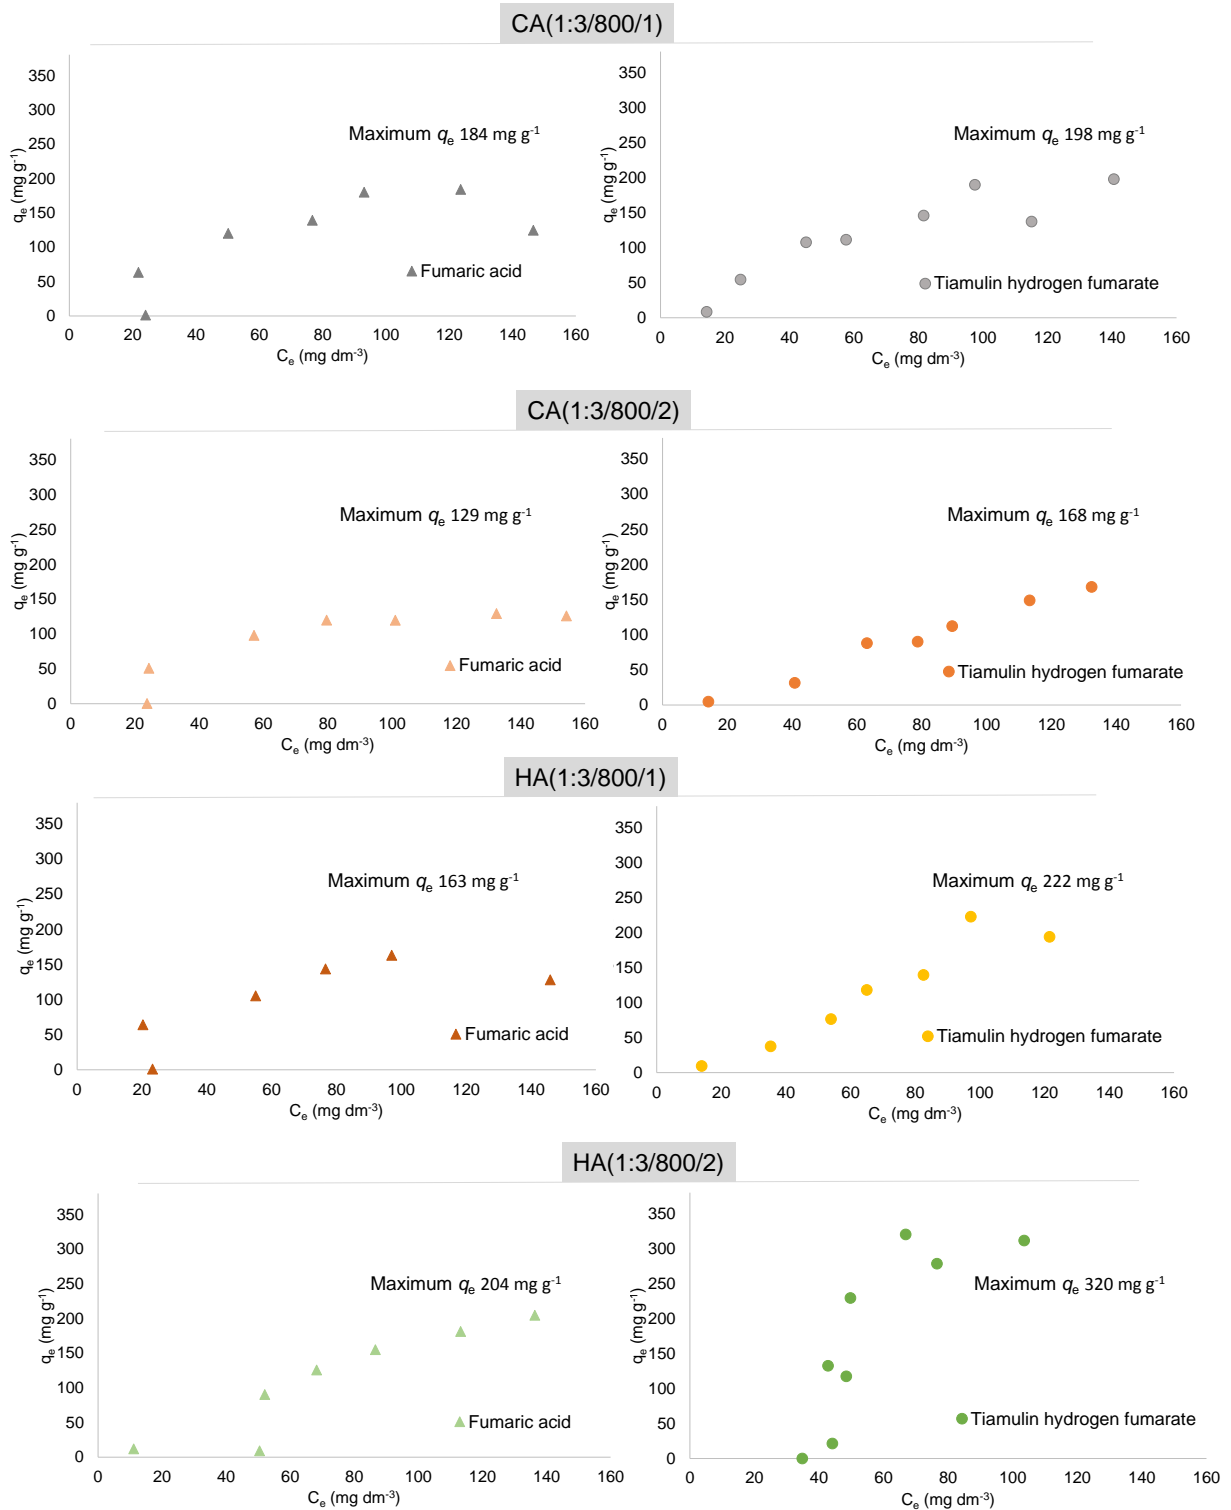 CA(1:3/800/1)
350
300
250
200
150
100
50
0
qe (mg g-1)
Maximum qe 184 mg g-1
Fumaric acid
0 20 40 60 80 100 120 140 160
Ce (mg dm-3)
350
300
250
200
150
100
50
0
qe (mg g-1)
Maximum qe 198 mg g-1
Tiamulin hydrogen fumarate
0 20 40 60 80 100 120 140 160
Ce (mg dm-3)
CA(1:3/800/2)
350
300
250
200
150
100
50
0
qe (mg g-1)
Maximum qe 129 mg g-1
Fumaric acid
0 20 40 60 80 100 120 140 160
Ce (mg dm-3)
350
300
250
200
150
100
50
0
qe (mg g-1)
Maximum qe 168 mg g-1
Tiamulin hydrogen fumarate
0 20 40 60 80 100 120 140 160
Ce (mg dm-3)
HA(1:3/800/1)
350
300
250
200
150
100
50
0
qe (mg g-1)
Maximum qe 163 mg g-1
Fumaric acid
0 20 40 60 80 100 120 140 160
Ce (mg dm-3)
350
300
250
200
150
100
50
0
qe (mg g-1)
Maximum qe 222 mg g-1
Tiamulin hydrogen fumarate
0 20 40 60 80 100 120 140 160
Ce (mg dm-3)
HA(1:3/800/2)
350
300
250
200
150
100
50
0
qe (mg g-1)
Maximum qe 204 mg g-1
Fumaric acid
0 20 40 60 80 100 120 140 160
Ce (mg dm-3)
350
300
250
200
150
100
50
0
qe (mg g-1)
Maximum qe 320 mg g-1
Tiamulin hydrogen fumarate
0 20 40 60 80 100 120 140 160
Ce (mg dm-3)